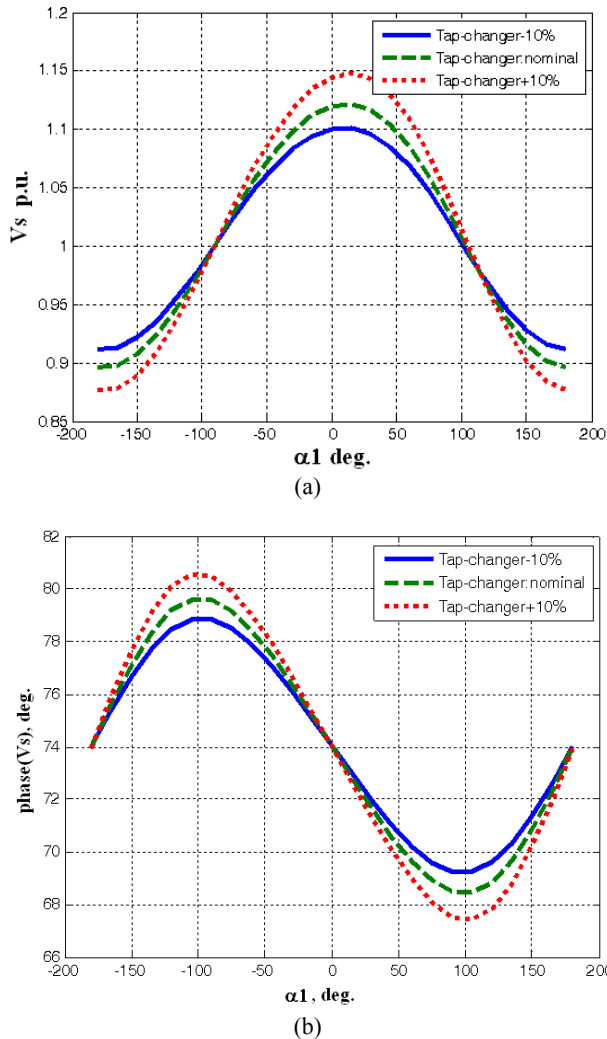 1.2
Tap-changer-10%
Tap-changer:nominal
Tap-changer+10%
1.15
1.1
1.05
1
0.95
0.9
0.85
Vs p.u.
-200 -150 -100 -50 0 50 100 150 200
α1 deg.
(a)
82
Tap-changer-10%
Tap-changer:nominal
Tap-changer+10%
80
78
76
74
72
70
68
66
phase(Vs), deg.
-200 -150 -100 -50 0 50 100 150 200
α1, deg.
(b)